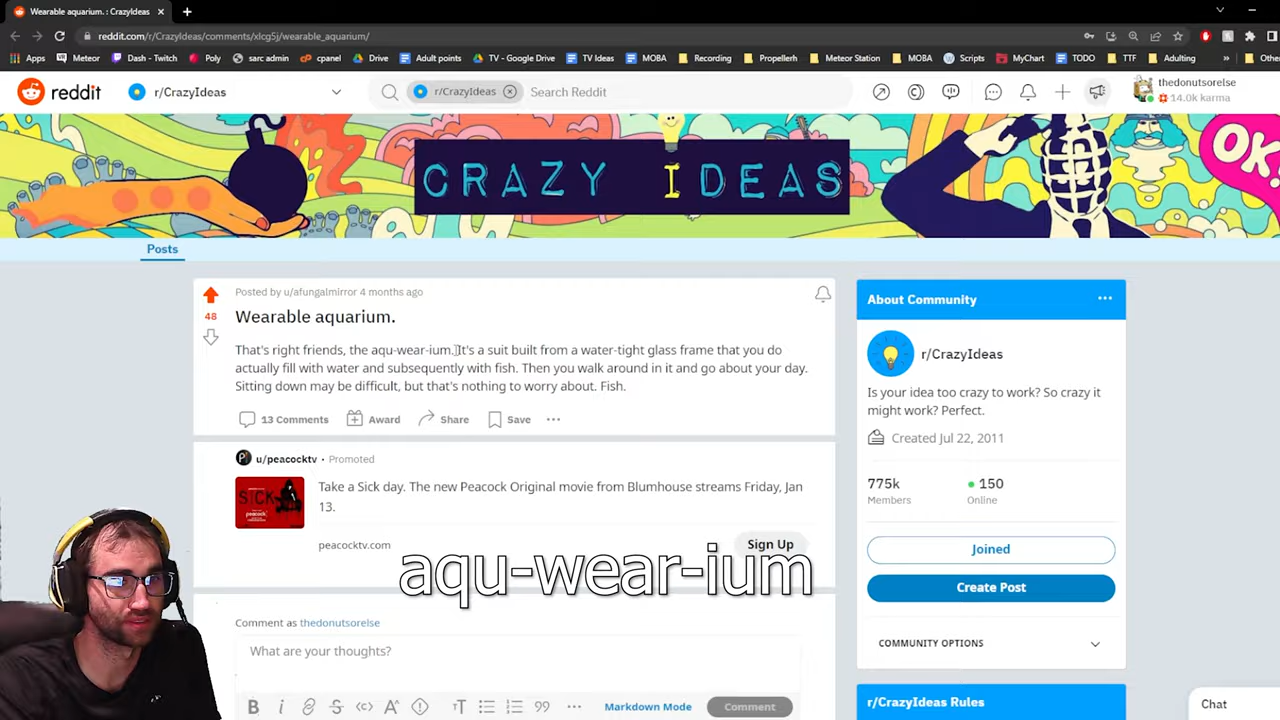 Wearable aquarium. : CrazyIdeas
reddit.com/r/CrazyIdeas/comments/xlcg5j/wearable_aquarium/
Apps Meteor Dash - Twitch Poly sarc admin cpanel Drive Adult points TV - Google Drive TV Ideas MOBA Recording Propellerh Meteor Station MOBA Scripts MyChart TODO TTF Adulting » Othe
reddit r/CrazyIdeas r/CrazyIdeas Search Reddit thedonutsorelse
14.0k karma
CRAZY IDEAS
OK!
Posts
Posted by u/afungalmirror 4 months ago
48
Wearable aquarium.
That's right friends, the aqu-wear-ium. It's a suit built from a water-tight glass frame that you do
actually fill with water and subsequently with fish. Then you walk around in it and go about your day.
Sitting down may be difficult, but that's nothing to worry about. Fish.
13 Comments Award Share Save ...
u/peacocktv • Promoted
Take a Sick day. The new Peacock Original movie from Blumhouse streams Friday, Jan
13.
SICK
peacock
peacocktv.com
Sign Up
aqu-wear-ium
Comment as thedonutsorelse
What are your thoughts?
B i S A T 99 ... Markdown Mode Comment
About Community ...
r/CrazyIdeas
Is your idea too crazy to work? So crazy it
might work? Perfect.
Created Jul 22, 2011
775k 150
Members Online
Joined
Create Post
COMMUNITY OPTIONS
r/CrazyIdeas Rules
Chat